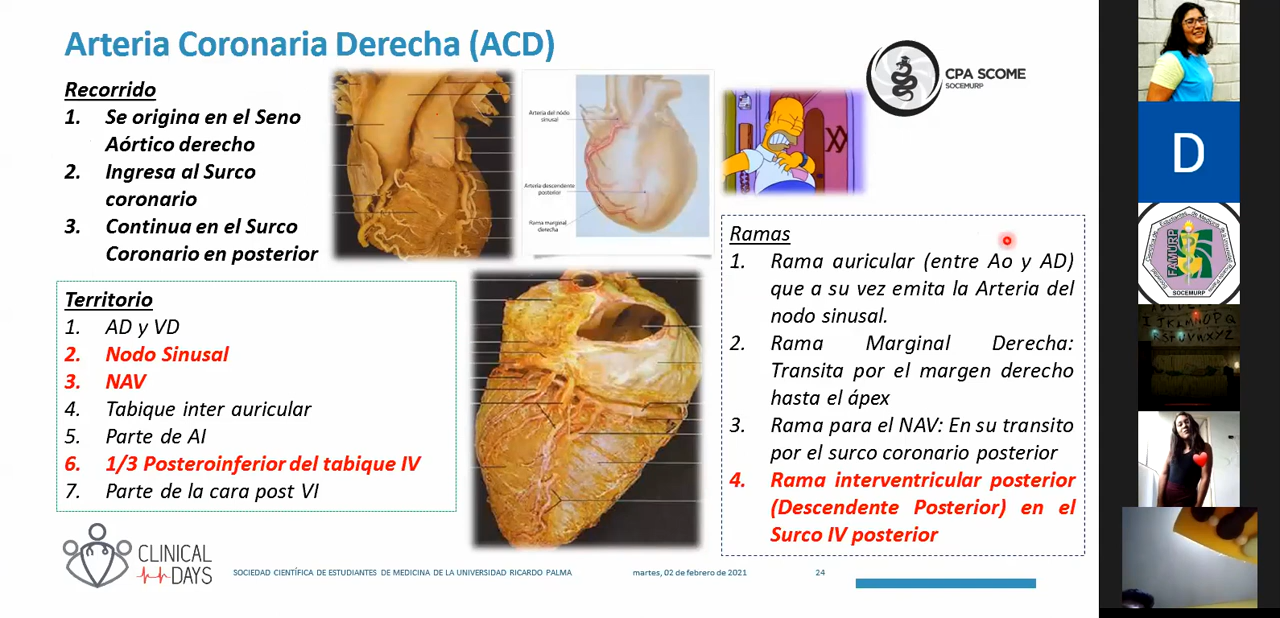 Arteria Coronaria Derecha (ACD)
CPA SCOME
SOCEMURP
Recorrido
1. Se origina en el Seno
Aórtico derecho
2. Ingresa al Surco
coronario
3. Continua en el Surco
Coronario en posterior
Arteria del nodo
sinusal
Arteria descendente
posterior
Rama marginal
derecha
Territorio
1. AD y VD
2. Nodo Sinusal
3. NAV
4. Tabique inter auricular
5. Parte de AI
6. 1/3 Posteroinferior del tabique IV
7. Parte de la cara post VI
Ramas
1. Rama auricular (entre Ao y AD)
que a su vez emita la Arteria del
nodo sinusal.
2. Rama Marginal Derecha:
Transita por el margen derecho
hasta el ápex
3. Rama para el NAV: En su transito
por el surco coronario posterior
4. Rama interventricular posterior
(Descendente Posterior) en el
Surco IV posterior
CLINICAL
DAYS
SOCIEDAD CIENTÍFICA DE ESTUDIANTES DE MEDICINA DE LA UNIVERSIDAD RICARDO PALMA
martes, 02 de febrero de 2021
24
D
FAMURP
SOCEMURP